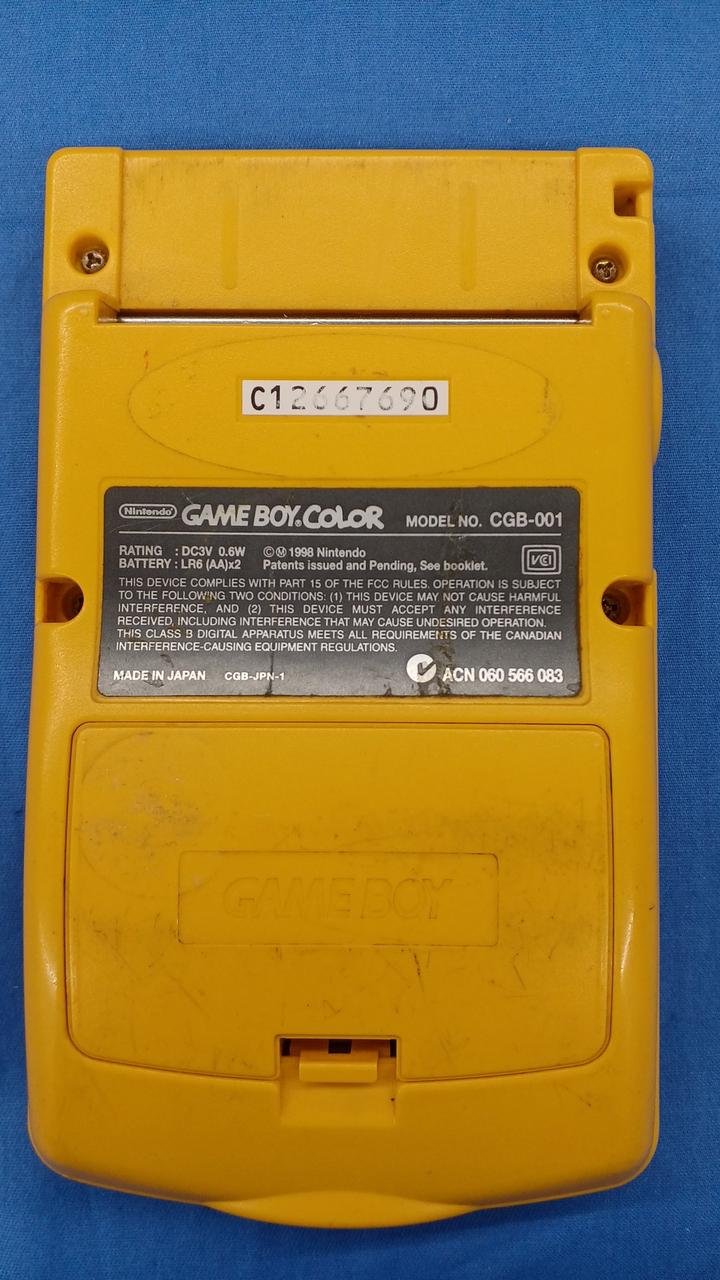 C12667690
Nintendo GAME BOY COLOR MODEL NO. CGB-001
RATING : DC3V 0.6W ©Ⓜ 1998 Nintendo
BATTERY : LR6 (AA)x2 Patents issued and Pending, See booklet.
VCI
THIS DEVICE COMPLIES WITH PART 15 OF THE FCC RULES. OPERATION IS SUBJECT
TO THE FOLLOWING TWO CONDITIONS: (1) THIS DEVICE MAY NOT CAUSE HARMFUL
INTERFERENCE, AND (2) THIS DEVICE MUST ACCEPT ANY INTERFERENCE
RECEIVED, INCLUDING INTERFERENCE THAT MAY CAUSE UNDESIRED OPERATION.
THIS CLASS B DIGITAL APPARATUS MEETS ALL REQUIREMENTS OF THE CANADIAN
INTERFERENCE-CAUSING EQUIPMENT REGULATIONS.
MADE IN JAPAN CGB-JPN-1 ACN 060 566 083
GAME BOY